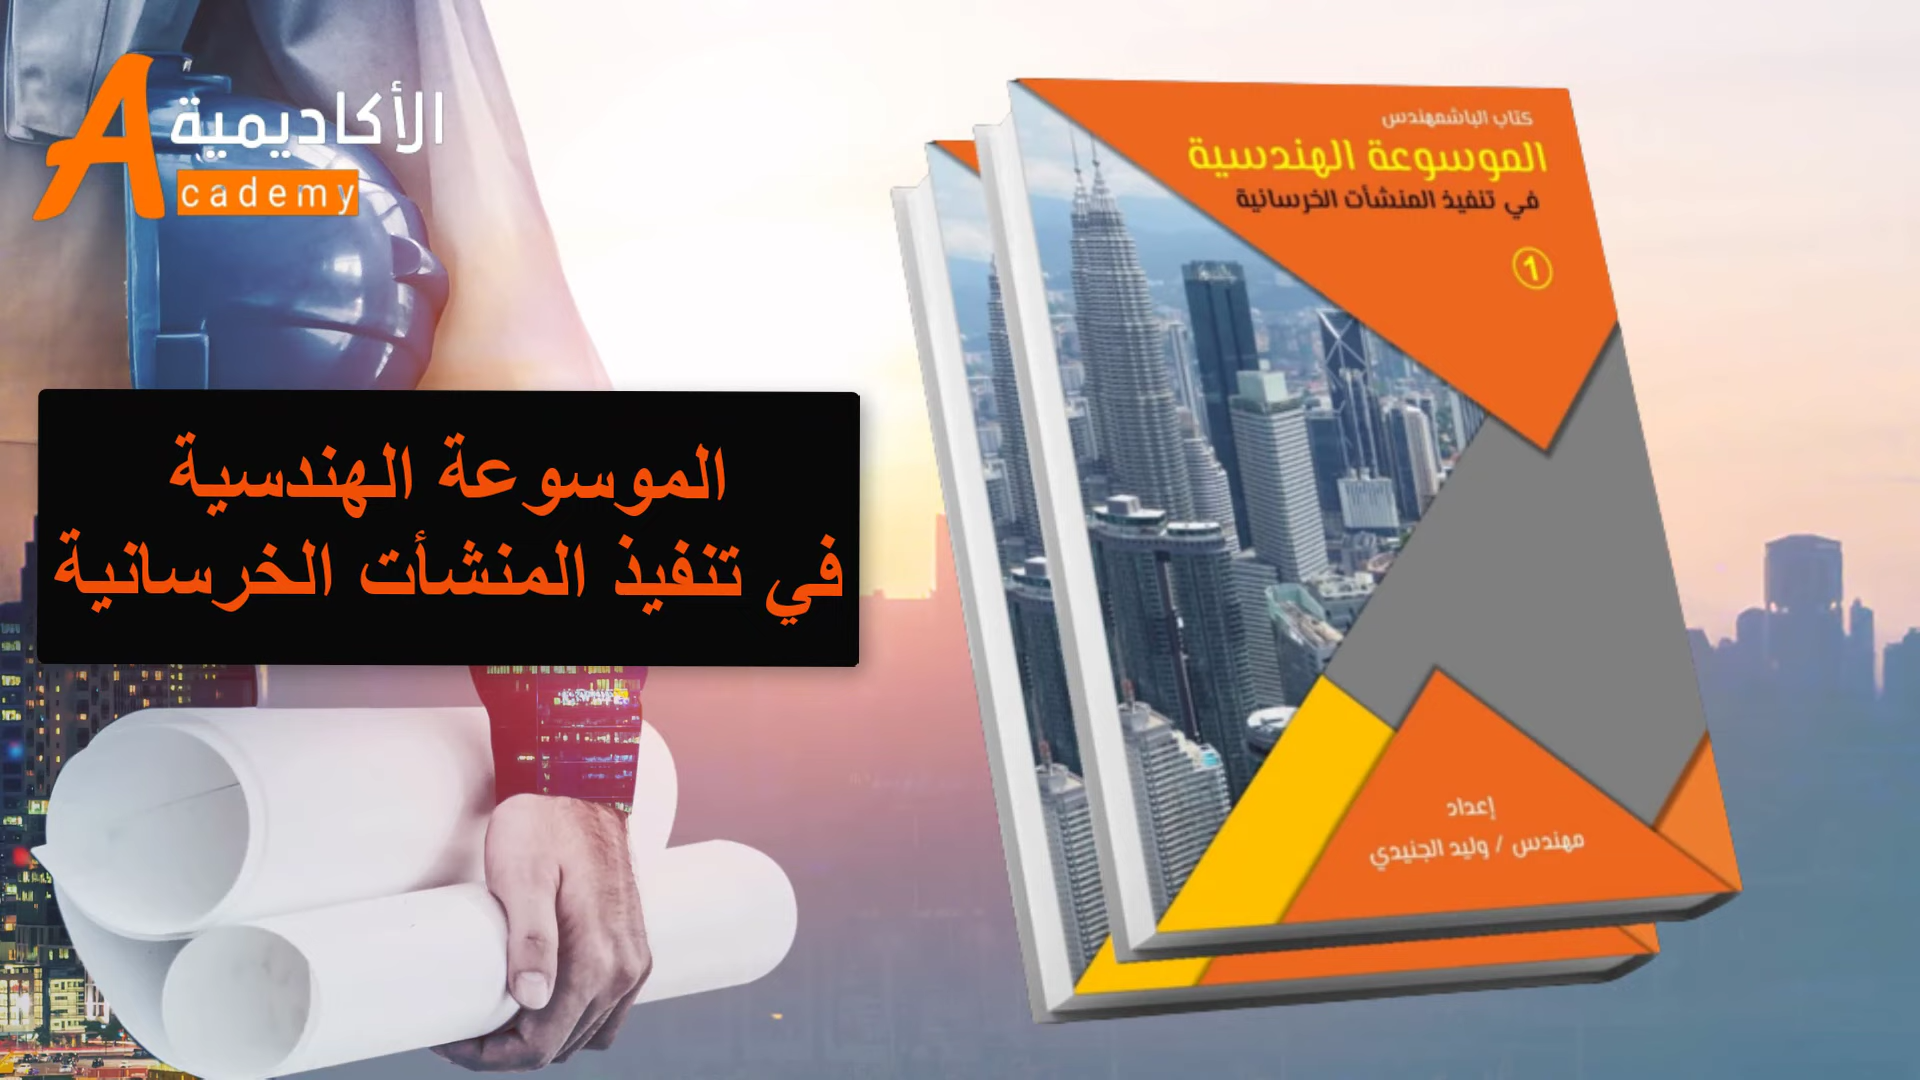 الأكاديمية
Academy
الموسوعة الهندسية
في تنفيذ المنشأت الخرسانية
كتاب الباشمهندس
الموسوعة الهندسية
في تنفيذ المنشأت الخرسانية
1
إعداد
مهندس / وليد الجنيدي